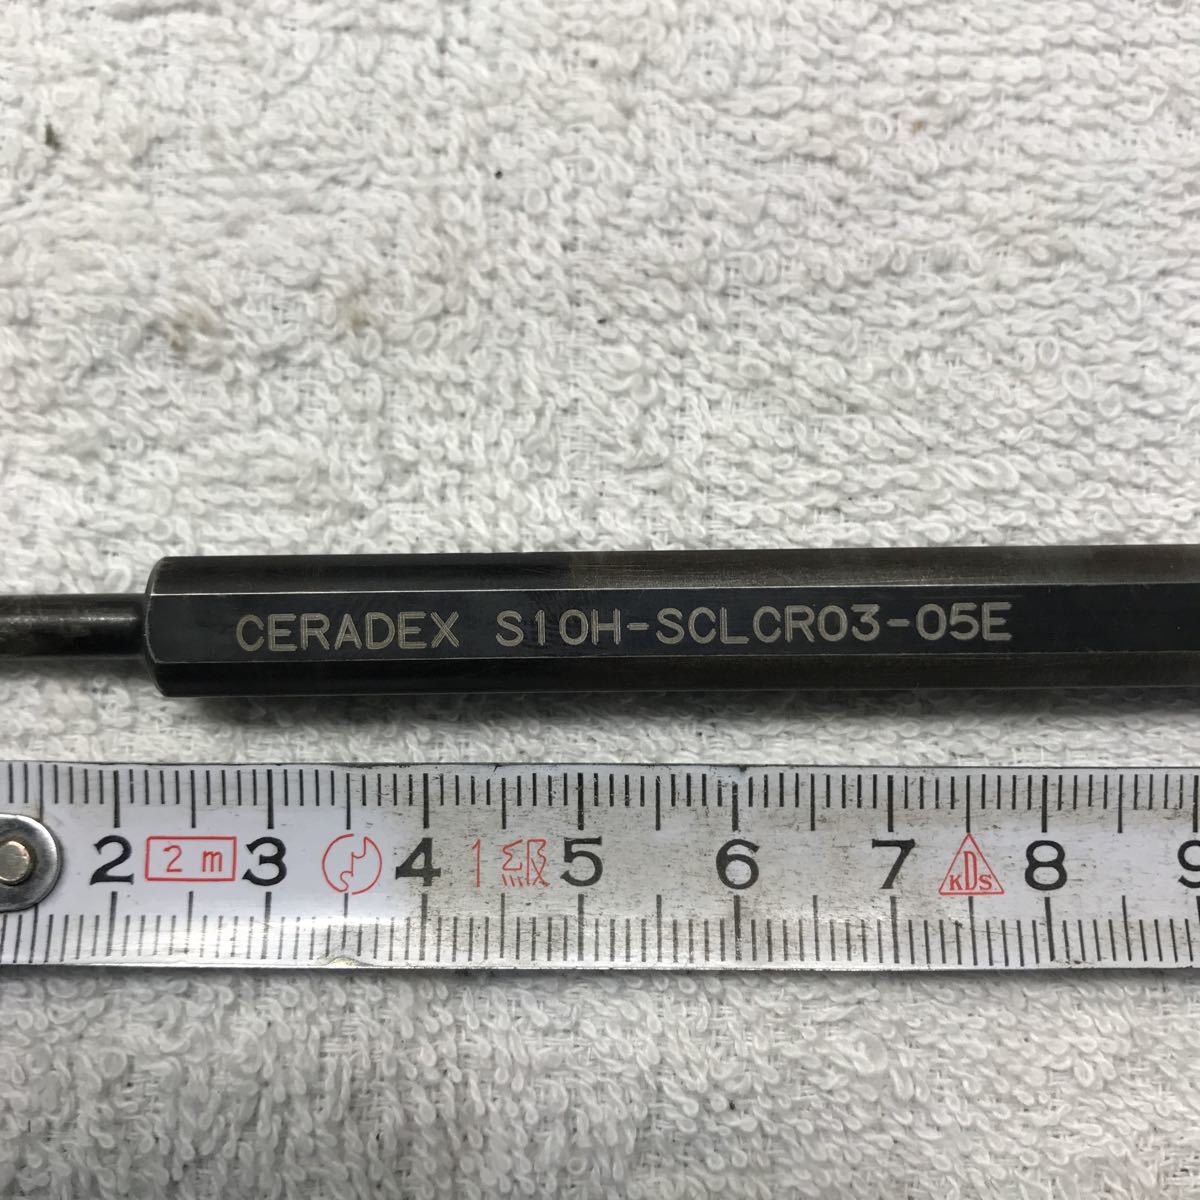 CERADEX S10H-SCLCR03-05E
2 2m 3 4 1級 5 6 7 KDS 8 9